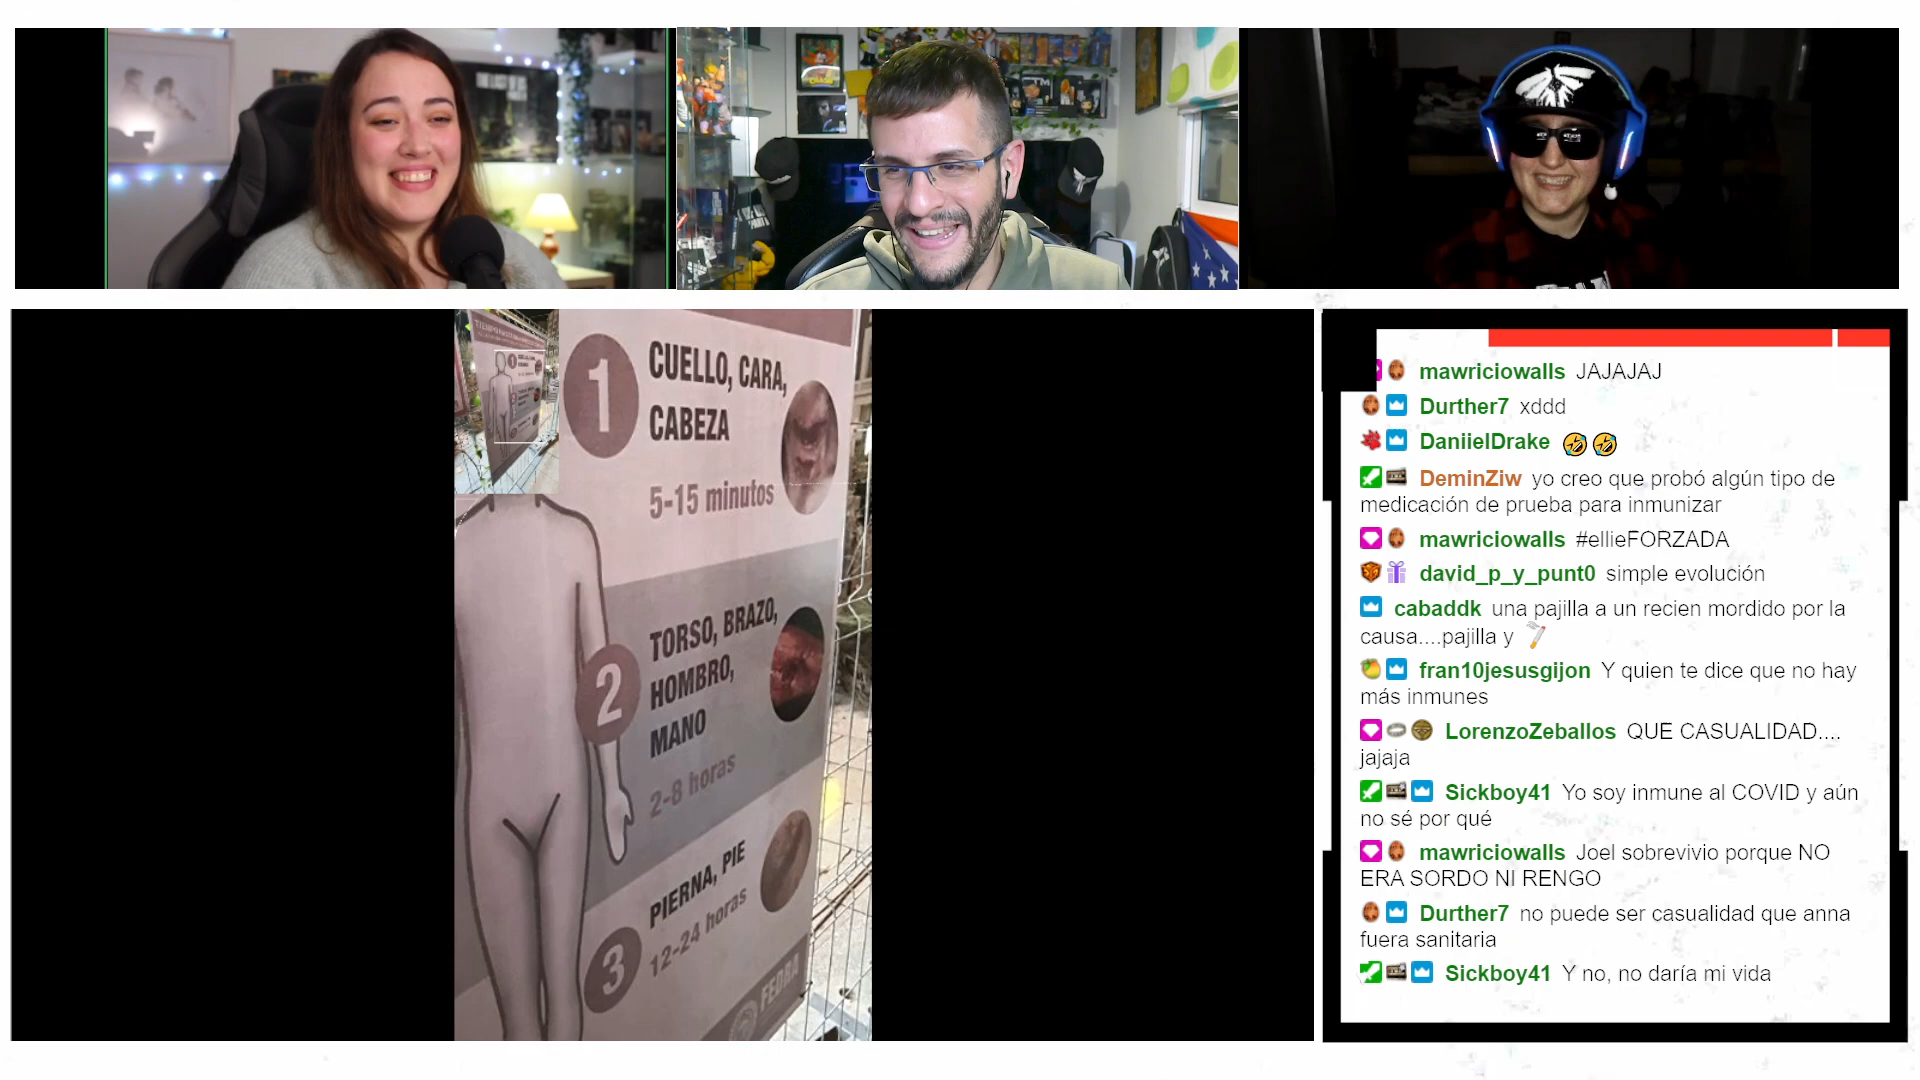 1
CUELLO, CARA,
CABEZA
5-15 minutos
2
TORSO, BRAZO,
HOMBRO,
MANO
2-8 horas
3
PIERNA, PIE
12-24 horas
FEDRA
mawriciowalls JAJAJAJ
Durther7 xddd
DaniielDrake 🤣 🤣
DeminZiw yo creo que probó algún tipo de
medicación de prueba para inmunizar
mawriciowalls #ellieFORZADA
david_p_y_punt0 simple evolución
cabaddk una pajilla a un recien mordido por la
causa....pajilla y 🚬
fran10jesusgijon Y quien te dice que no hay
más inmunes
LorenzoZeballos QUE CASUALIDAD....
jajaja
Sickboy41 Yo soy inmune al COVID y aún
no sé por qué
mawriciowalls Joel sobrevivio porque NO
ERA SORDO NI RENGO
Durther7 no puede ser casualidad que anna
fuera sanitaria
Sickboy41 Y no, no daría mi vida